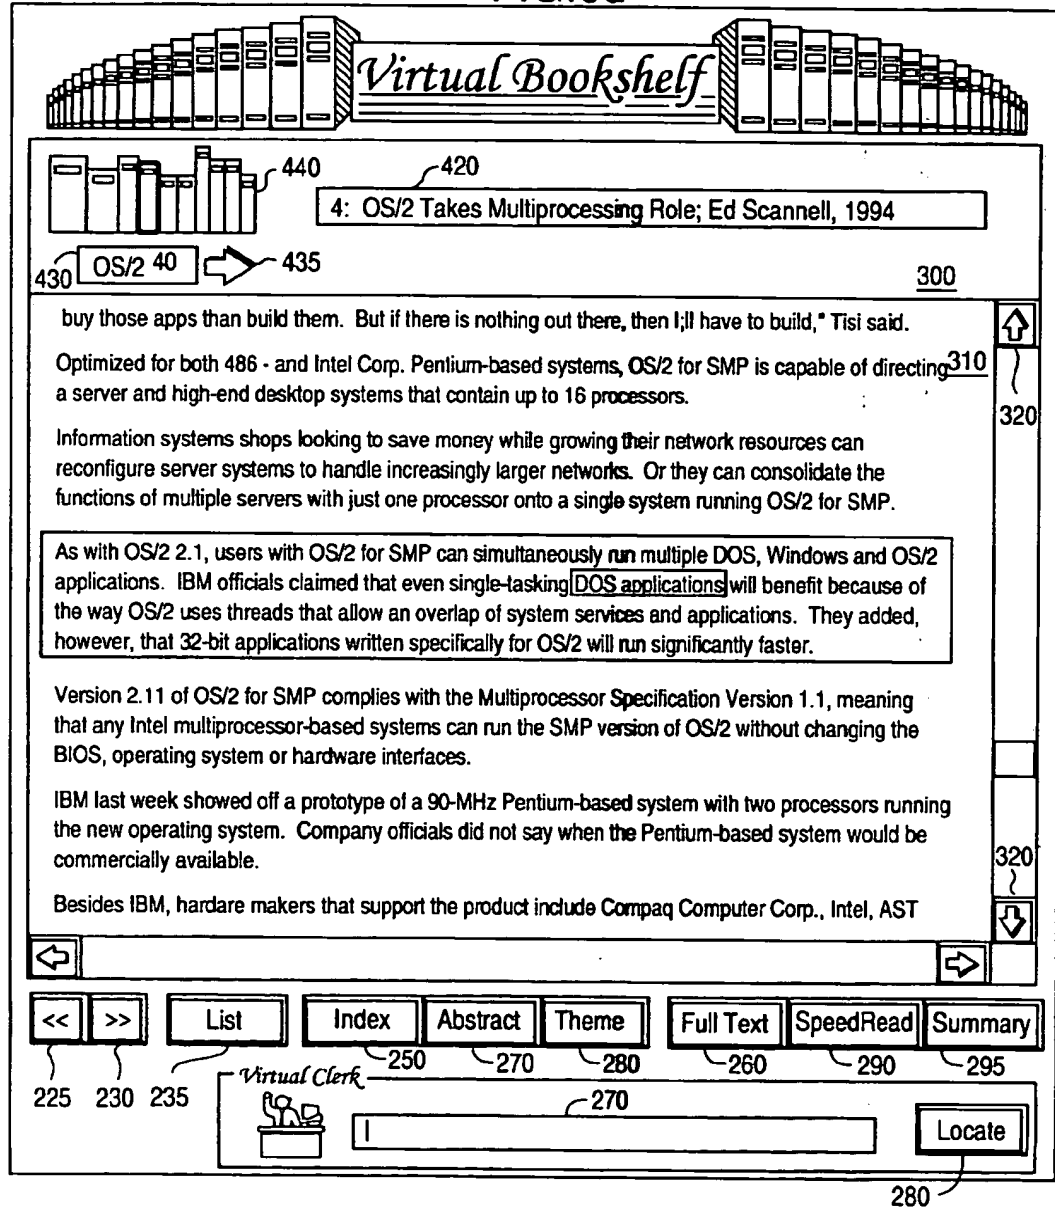 Virtual Bookshelf
440
420
4: OS/2 Takes Multiprocessing Role; Ed Scannell, 1994
430 OS/2 40 435
300
buy those apps than build them. But if there is nothing out there, then I;ll have to build," Tisi said.
Optimized for both 486 - and Intel Corp. Pentium-based systems, OS/2 for SMP is capable of directing 310
a server and high-end desktop systems that contain up to 16 processors.
320
Information systems shops looking to save money while growing their network resources can
reconfigure server systems to handle increasingly larger networks. Or they can consolidate the
functions of multiple servers with just one processor onto a single system running OS/2 for SMP.
As with OS/2 2.1, users with OS/2 for SMP can simultaneously run multiple DOS, Windows and OS/2
applications. IBM officials claimed that even single-tasking DOS applications will benefit because of
the way OS/2 uses threads that allow an overlap of system services and applications. They added,
however, that 32-bit applications written specifically for OS/2 will run significantly faster.
Version 2.11 of OS/2 for SMP complies with the Multiprocessor Specification Version 1.1, meaning
that any Intel multiprocessor-based systems can run the SMP version of OS/2 without changing the
BIOS, operating system or hardware interfaces.
IBM last week showed off a prototype of a 90-MHz Pentium-based system with two processors running
the new operating system. Company officials did not say when the Pentium-based system would be
commercially available.
320
Besides IBM, hardare makers that support the product include Compaq Computer Corp., Intel, AST
<< >> List Index Abstract Theme Full Text SpeedRead Summary
250 270 280 260 290 295
225 230 235
Virtual Clerk
270
Locate
280